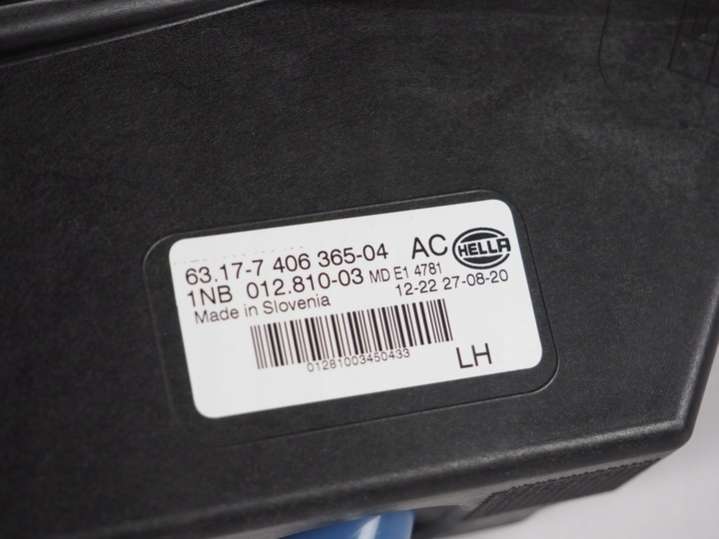 63.17-7 406 365-04 AC HELLA
1NB 012.810-03 MD E1 4781
Made in Slovenia 12-22 27-08-20
01281003450433
LH